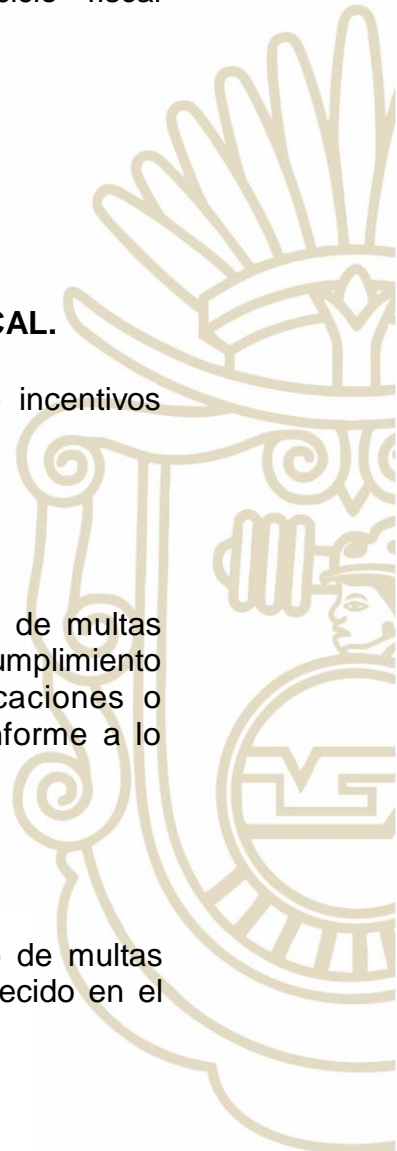 fiscal
CAL.
incentivos
de multas
umplimiento
caciones o
nforme a lo
de multas
ecido en el